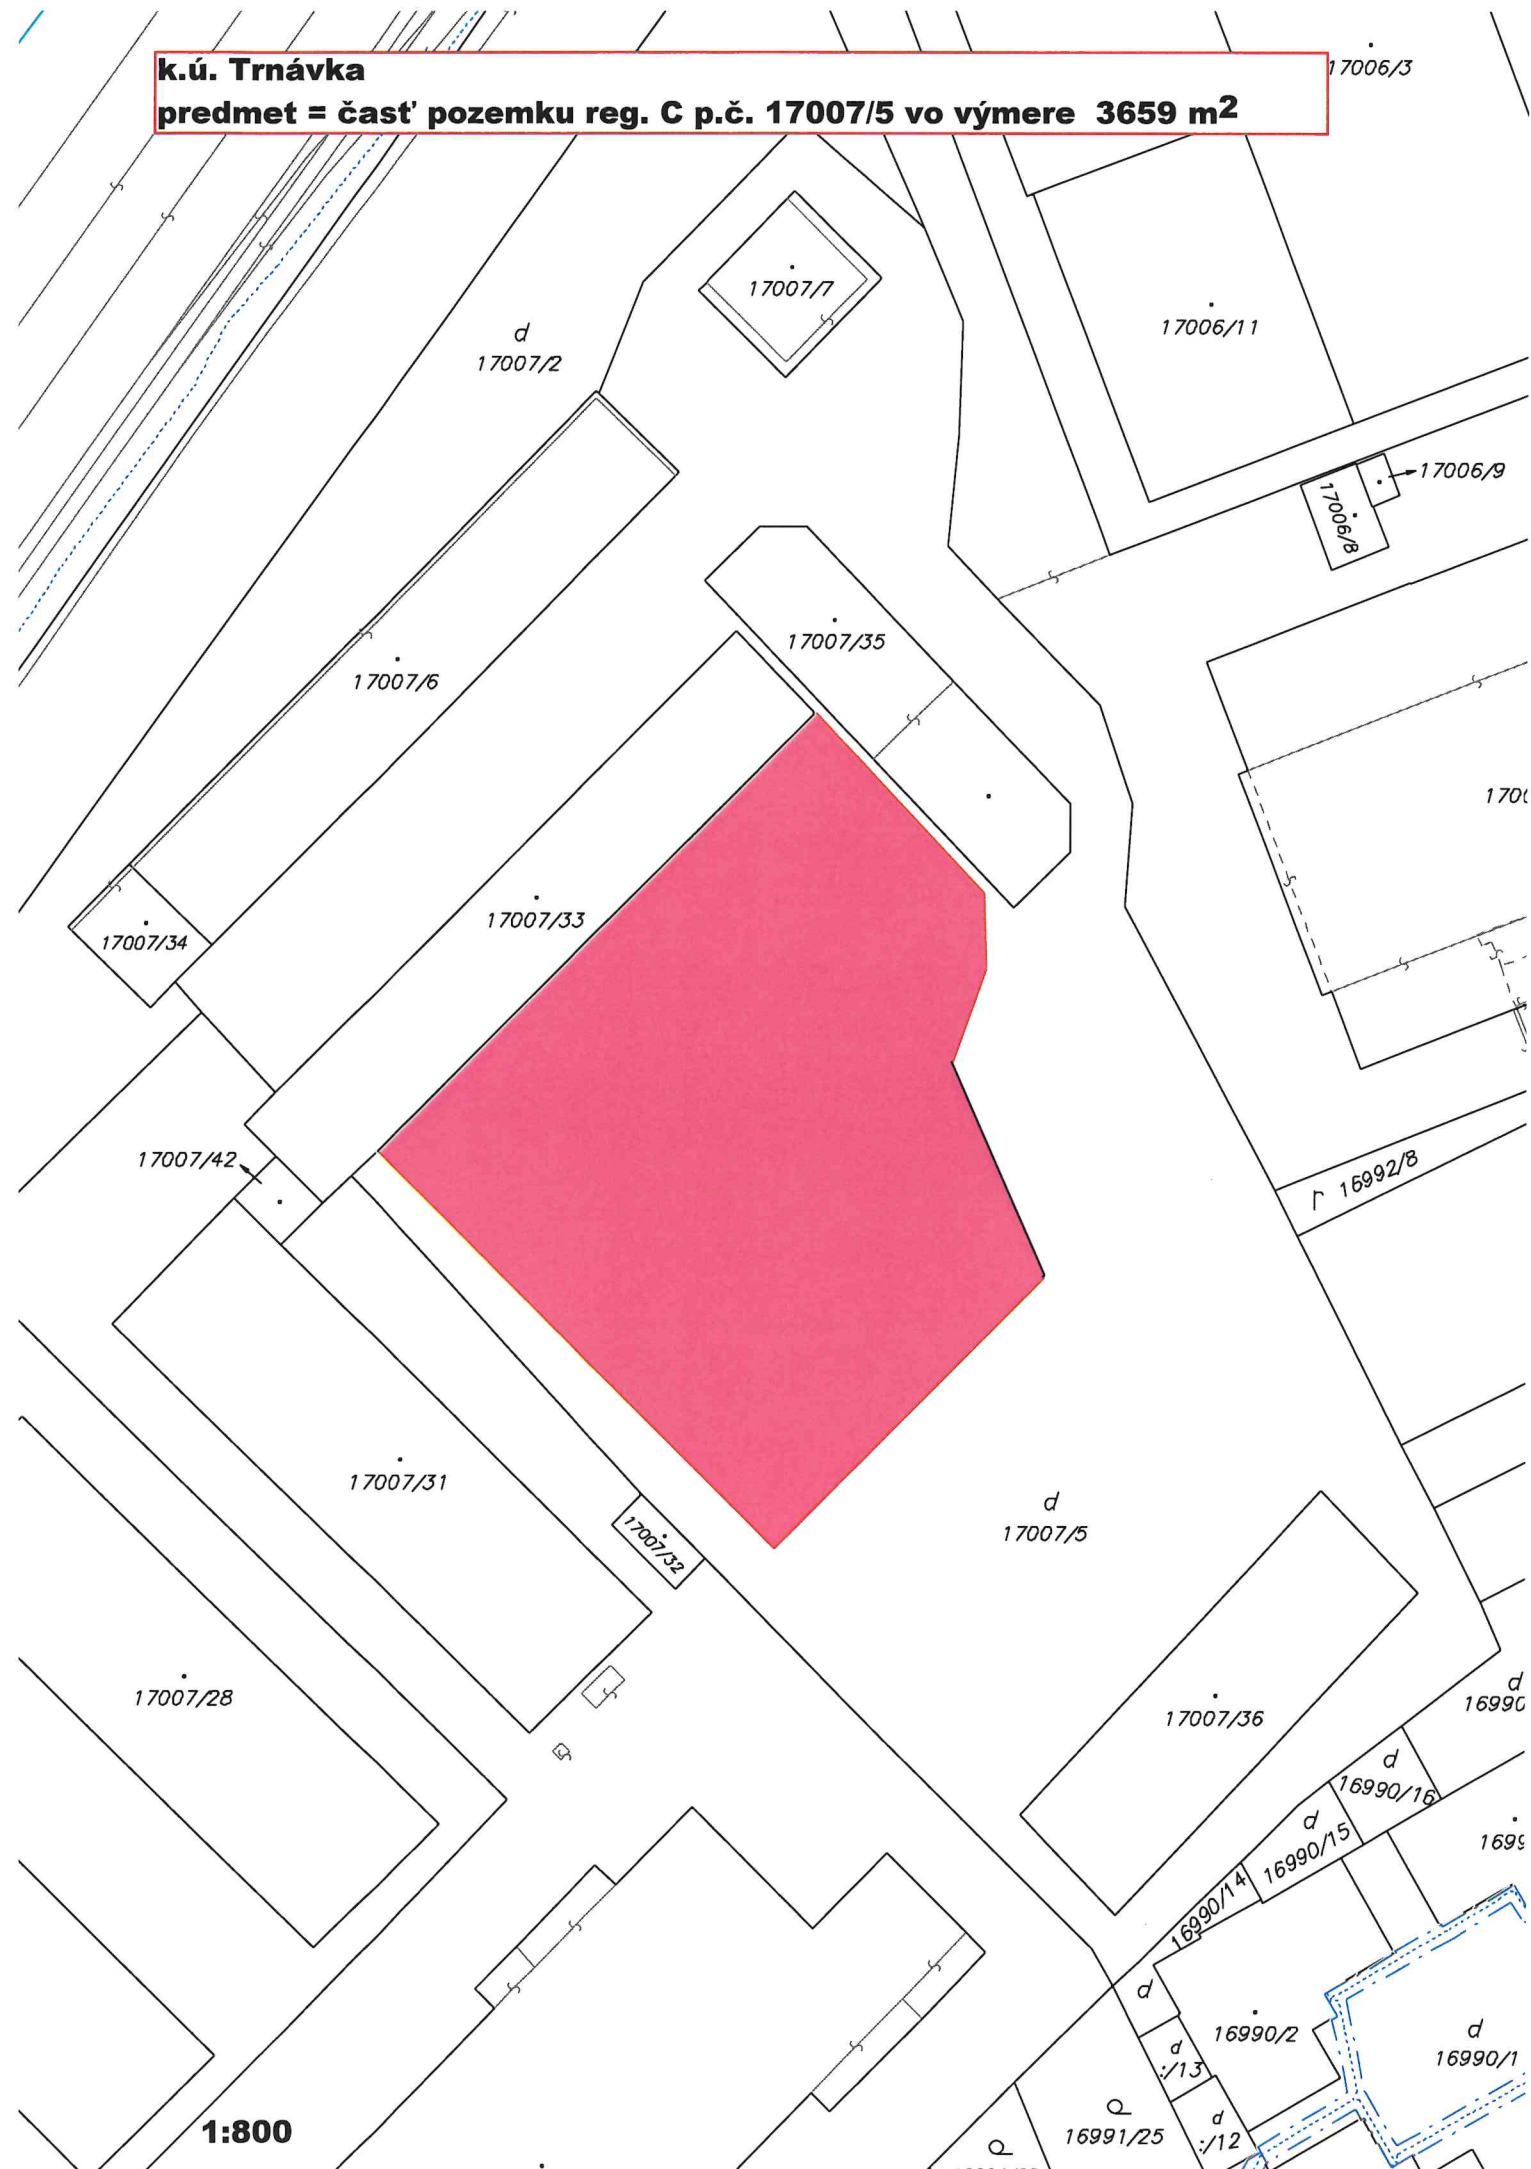 k.ú. Trnávka
predmet = časť pozemku reg. C p.č. 17007/5 vo výmere 3659 m2
17006/3
17007/7
17006/11
d
17007/2
17006/9
17006/8
17007/35
17007/6
17007/33
17007/34
17007/42
r 16992/8
17007/31
d
17007/5
17007/32
17007/28
17007/36
d
d
16990/16
d
16990/15
16990/14
d
16990/2
d
16990/1
d
:/13
d
:/12
16991/25
1:800